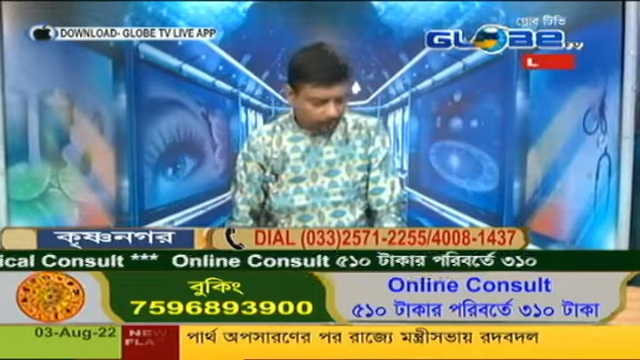 DOWNLOAD- GLOBE TV LIVE APP
গ্লোব টিভি
GLOBE TV
L
কৃষ্ণনগর
DIAL (033)2571-2255/4008-1437
ical Consult *** Online Consult ৫১০ টাকার পরিবর্তে ৩১০
বুকিং
7596893900
Online Consult
৫১০ টাকার পরিবর্তে ৩১০ টাকা
03-Aug-22
NEW
FLA
পার্থ অপসারণের পর রাজ্যে মন্ত্রীসভায় রদবদল